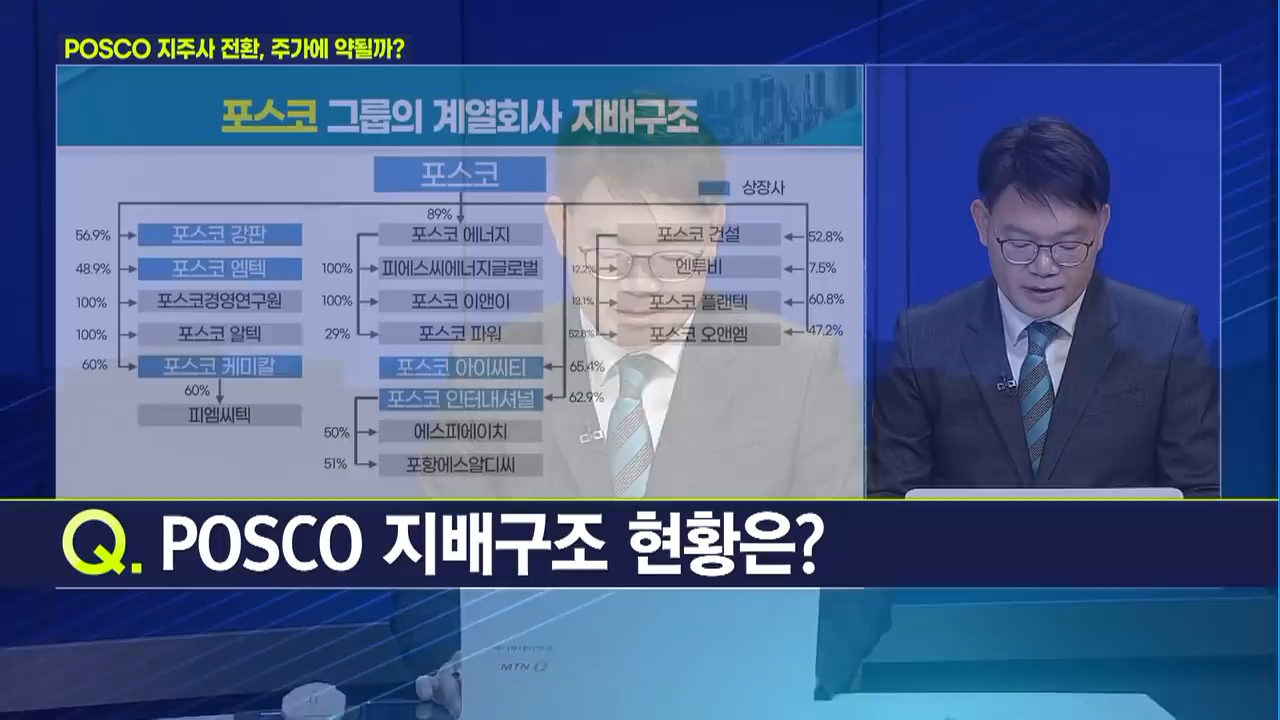 POSCO 지주사 전환, 주가에 약될까?
포스코 그룹의 계열회사 지배구조
포스코
상장사
89%
56.9% 포스코 강판
48.9% 포스코 엠텍
100% 포스코경영연구원
100% 포스코 알텍
60% 포스코 케미칼
60%
피엠씨텍
포스코 에너지
100% 피에스씨에너지글로벌
100% 포스코 이앤이
29% 포스코 파워
포스코 아이씨티 65.4%
포스코 인터내셔널 62.9%
50% 에스피에이치
51% 포항에스알디씨
포스코 건설 52.8%
12.2% 엔투비 7.5%
13.1% 포스코 플랜텍 60.8%
52.8% 포스코 오앤엠 47.2%
Q. POSCO 지배구조 현황은?
MTN